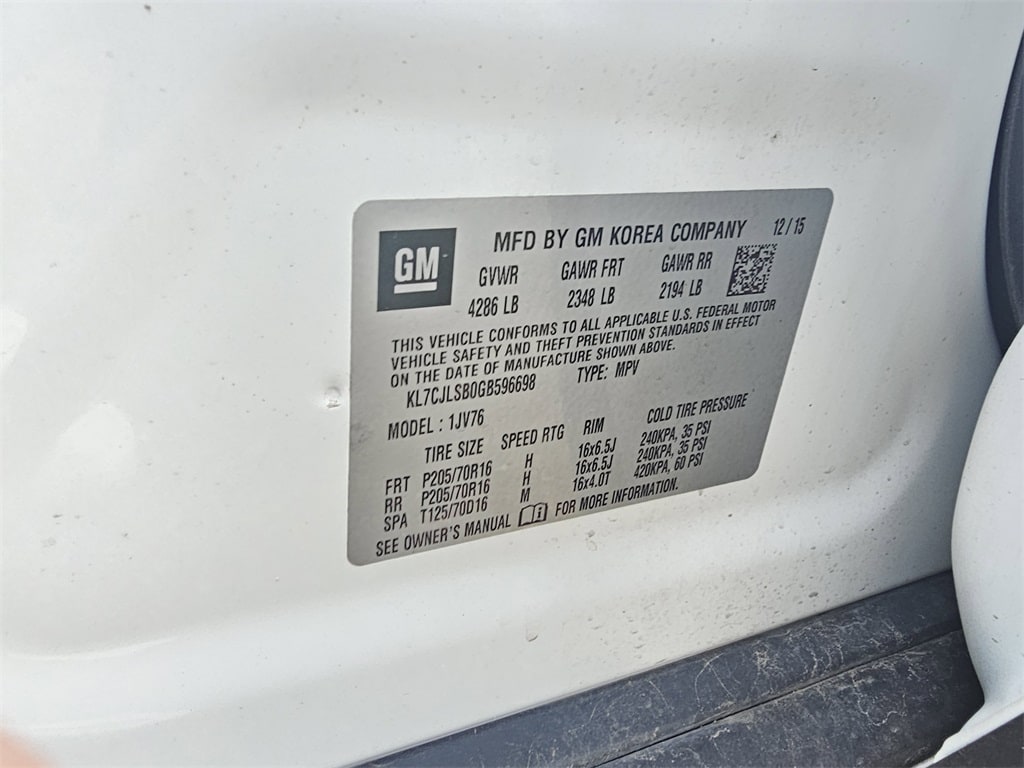 GM
MFD BY GM KOREA COMPANY 12/15
GVWR GAWR FRT GAWR RR
4286 LB 2348 LB 2194 LB
THIS VEHICLE CONFORMS TO ALL APPLICABLE U.S. FEDERAL MOTOR
VEHICLE SAFETY AND THEFT PREVENTION STANDARDS IN EFFECT
ON THE DATE OF MANUFACTURE SHOWN ABOVE.
KL7CJLSB0GB596698 TYPE: MPV
MODEL : 1JV76
TIRE SIZE SPEED RTG RIM COLD TIRE PRESSURE
FRT P205/70R16 H 16x6.5J 240KPA, 35 PSI
RR P205/70R16 H 16x6.5J 240KPA, 35 PSI
SPA T125/70D16 M 16x4.0T 420KPA, 60 PSI
SEE OWNER'S MANUAL FOR MORE INFORMATION.